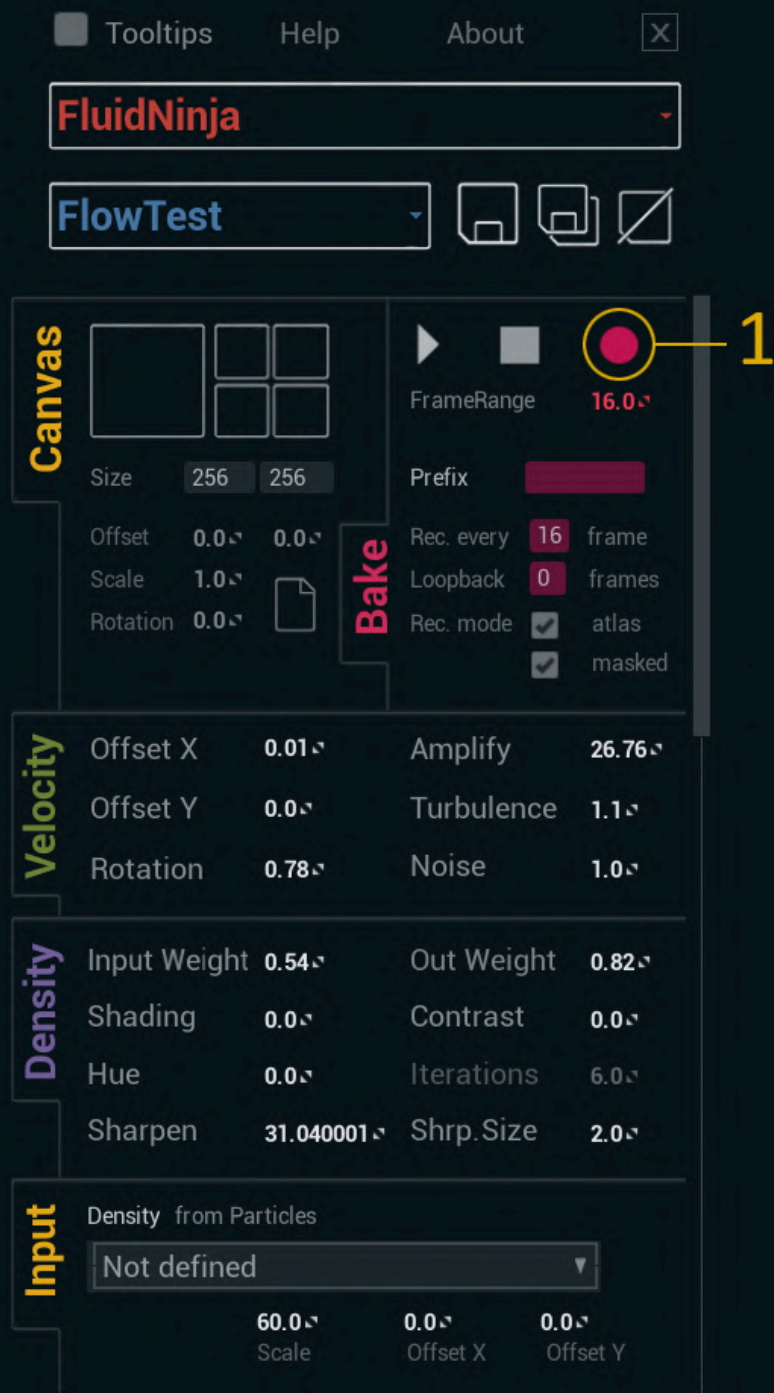 Tooltips Help About X
FluidNinja
FlowTest
Canvas
1
FrameRange 16.0
Size 256 256
Prefix
Offset 0.0 0.0
Scale 1.0
Rotation 0.0
Bake
Rec. every 16 frame
Loopback 0 frames
Rec. mode atlas
masked
Velocity
Offset X 0.01 Amplify 26.76
Offset Y 0.0 Turbulence 1.1
Rotation 0.78 Noise 1.0
Density
Input Weight 0.54 Out Weight 0.82
Shading 0.0 Contrast 0.0
Hue 0.0 Iterations 6.0
Sharpen 31.040001 Shrp.Size 2.0
Input
Density from Particles
Not defined
60.0 0.0 0.0
Scale Offset X Offset Y